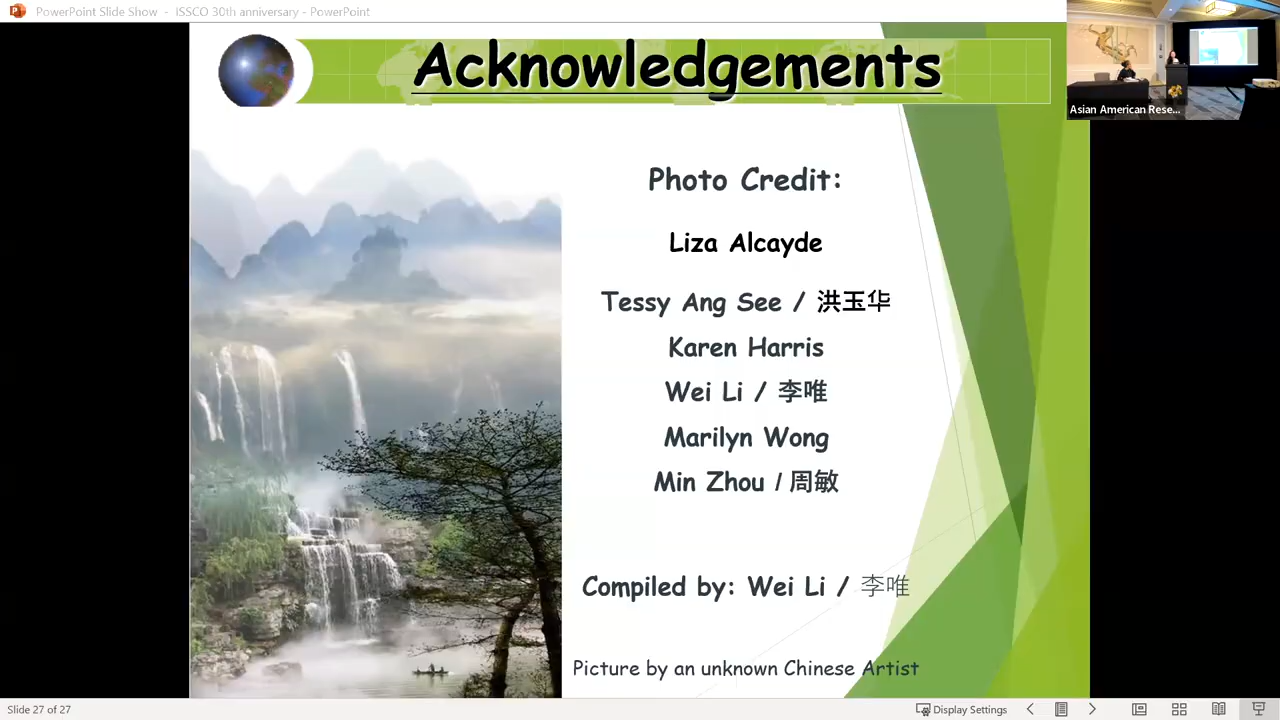 PowerPoint Slide Show - ISSCO 30th anniversary - PowerPoint
Acknowledgements
Asian American Rese...
Photo Credit:
Liza Alcayde
Tessy Ang See / 洪玉华
Karen Harris
Wei Li / 李唯
Marilyn Wong
Min Zhou / 周敏
Compiled by: Wei Li / 李唯
Picture by an unknown Chinese Artist
Slide 27 of 27
Display Settings